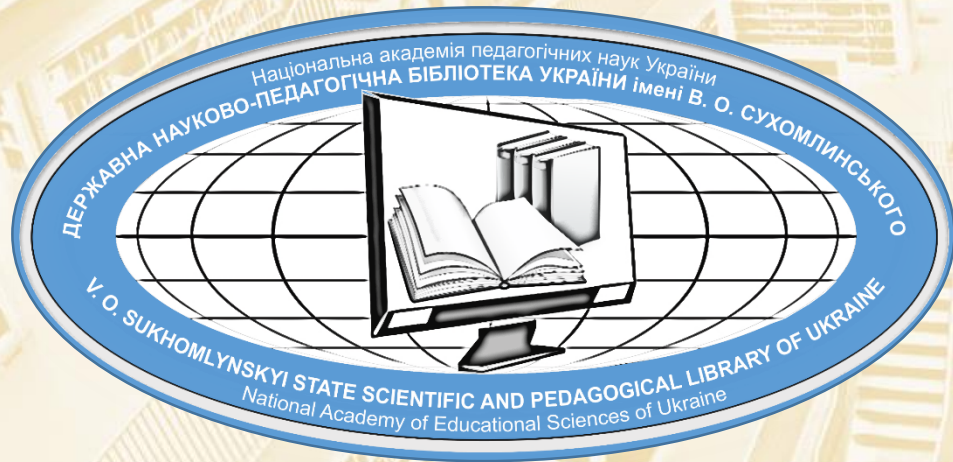 Національна академія педагогічних наук України
ДЕРЖАВНА НАУКОВО-ПЕДАГОГІЧНА БІБЛІОТЕКА УКРАЇНИ імені В. О. СУХОМЛИНСЬКОГО
V. O. SUKHOMLYNSKYI STATE SCIENTIFIC AND PEDAGOGICAL LIBRARY OF UKRAINE
National Academy of Educational Sciences of Ukraine